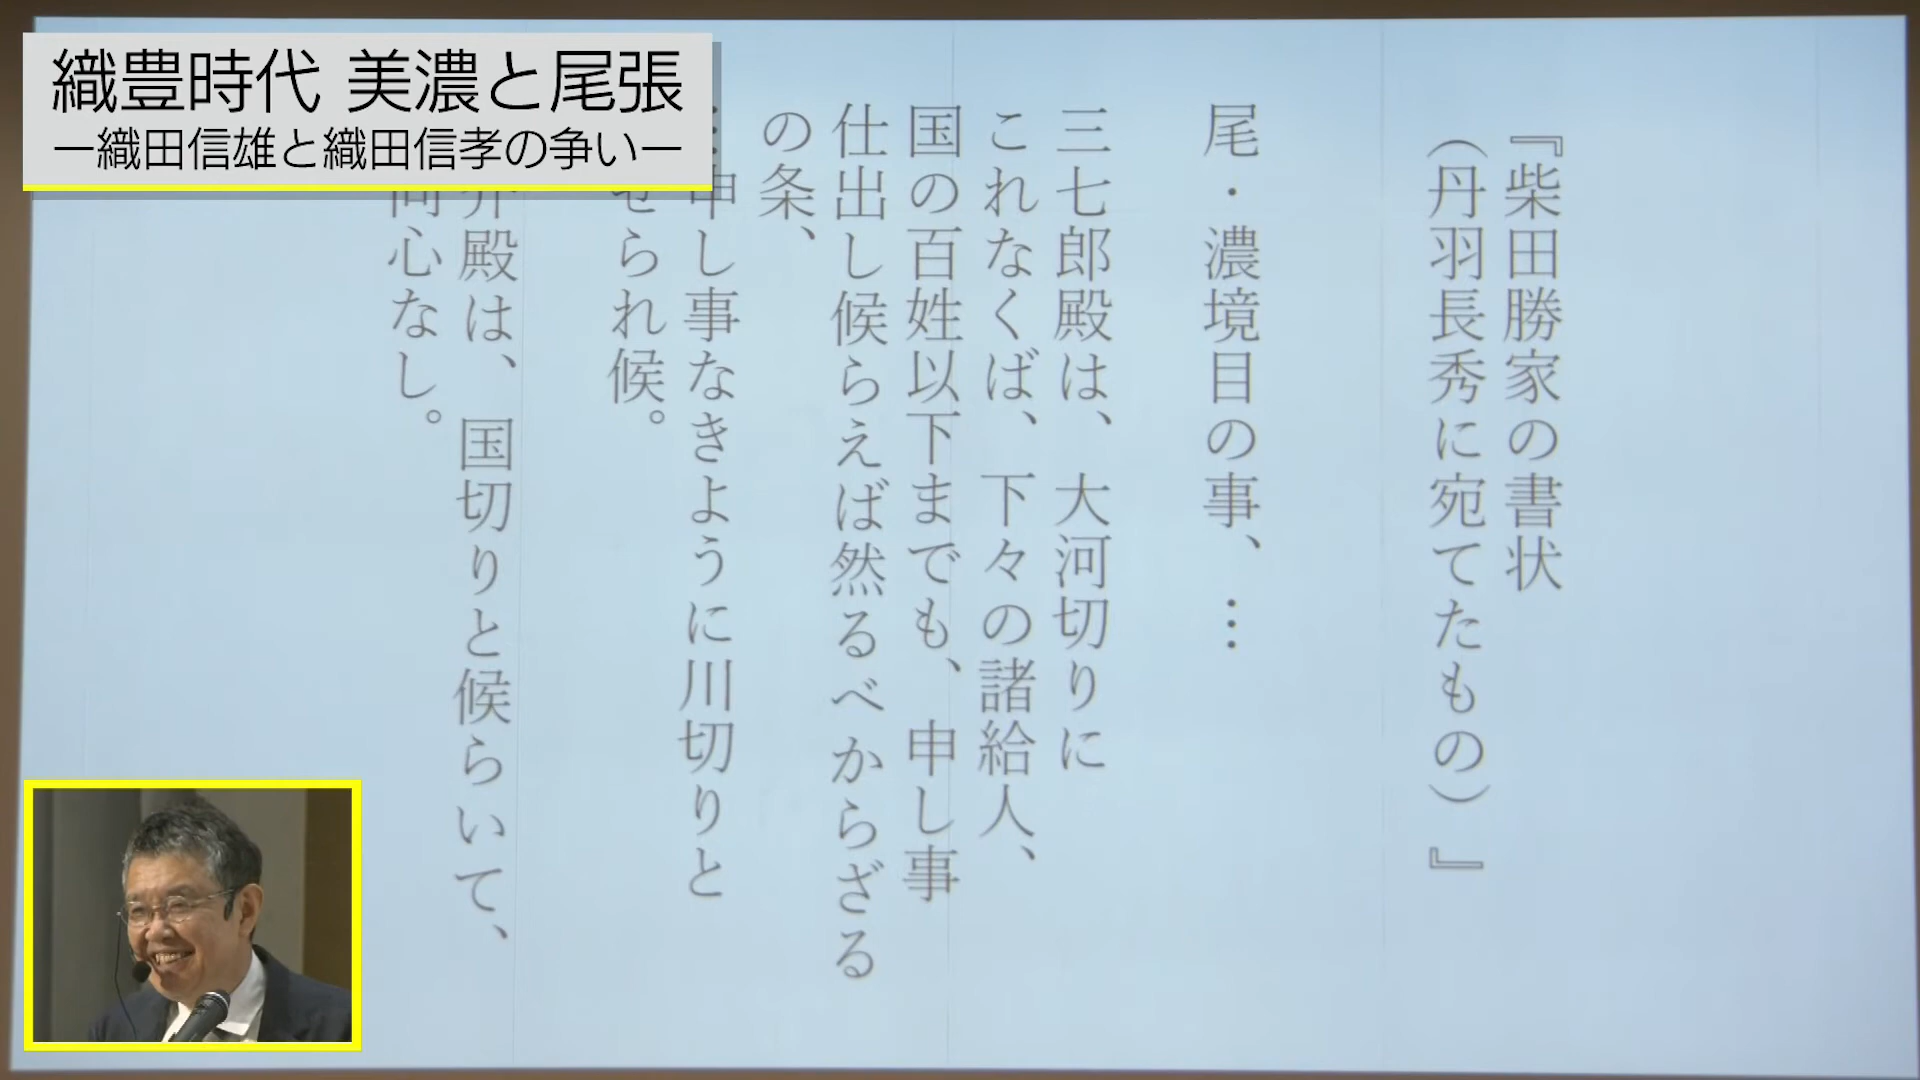 織豊時代 美濃と尾張
ー織田信雄と織田信孝の争いー
『柴田勝家の書状
（丹羽長秀に宛てたもの）』
尾・濃境目の事、…
三七郎殿は、大河切りに
これなくば、下々の諸給人、
国の百姓以下までも、申し事
仕出し候らえば然るべからざる
の条、
申し事なきように川切りと
せられ候。
介殿は、国切りと候らいて、
同心なし。